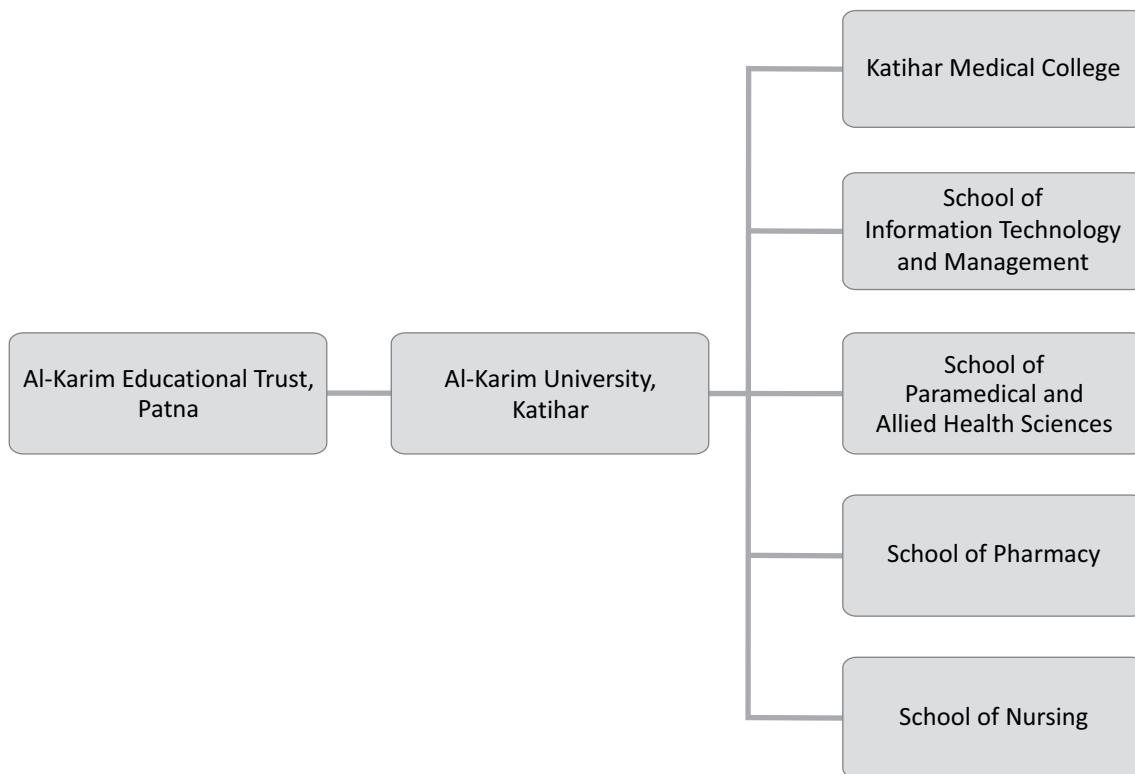 Katihar Medical College
School of
Information Technology
and Management
Al-Karim Educational Trust,
Patna
Al-Karim University,
Katihar
School of
Paramedical and
Allied Health Sciences
School of Pharmacy
School of Nursing